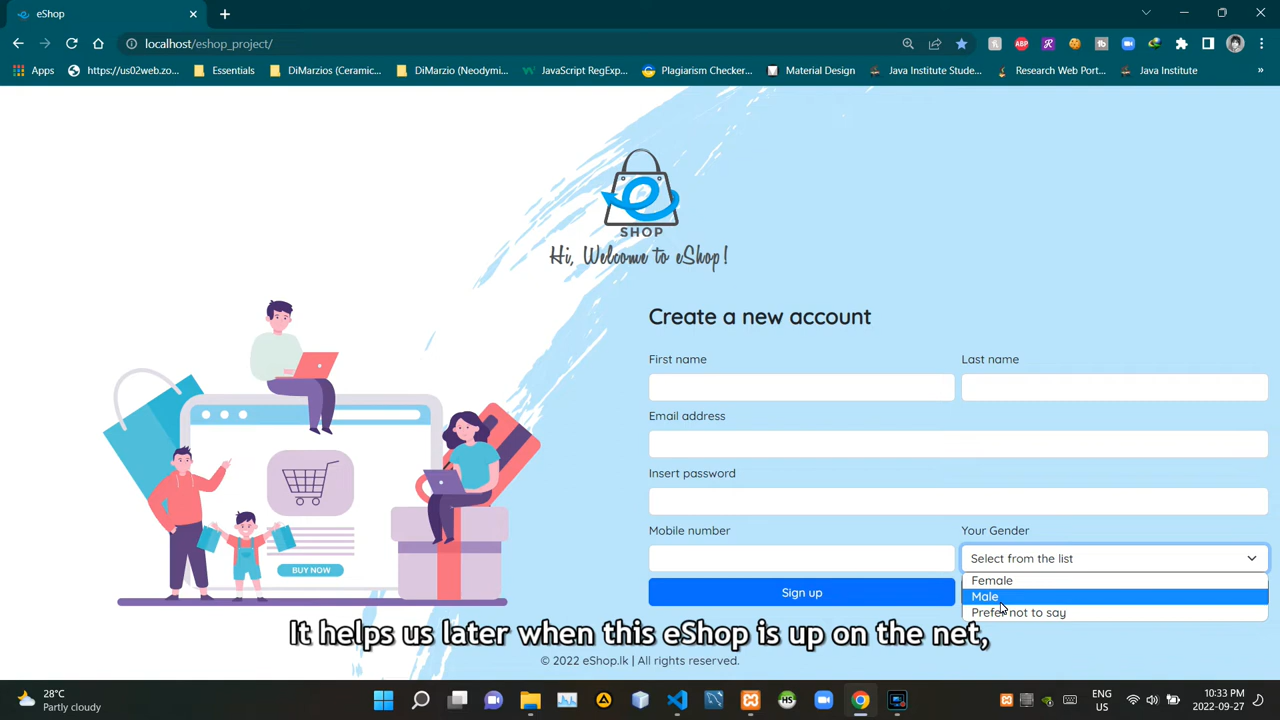 eShop
localhost/eshop_project/
Apps
https://us02web.zo...
Essentials
DiMarzios (Ceramic...
DiMarzio (Neodymi...
JavaScript RegExp...
Plagiarism Checker...
Material Design
Java Institute Stude...
Research Web Port...
Java Institute
»
SHOP
Hi, Welcome to eShop!
Create a new account
First name
Last name
Email address
Insert password
Mobile number
Your Gender
Select from the list
Female
Male
Prefer not to say
Sign up
BUY NOW
It helps us later when this eShop is up on the net,
© 2022 eShop.lk | All rights reserved.
28°C
Partly cloudy
ENG
US
10:33 PM
2022-09-27